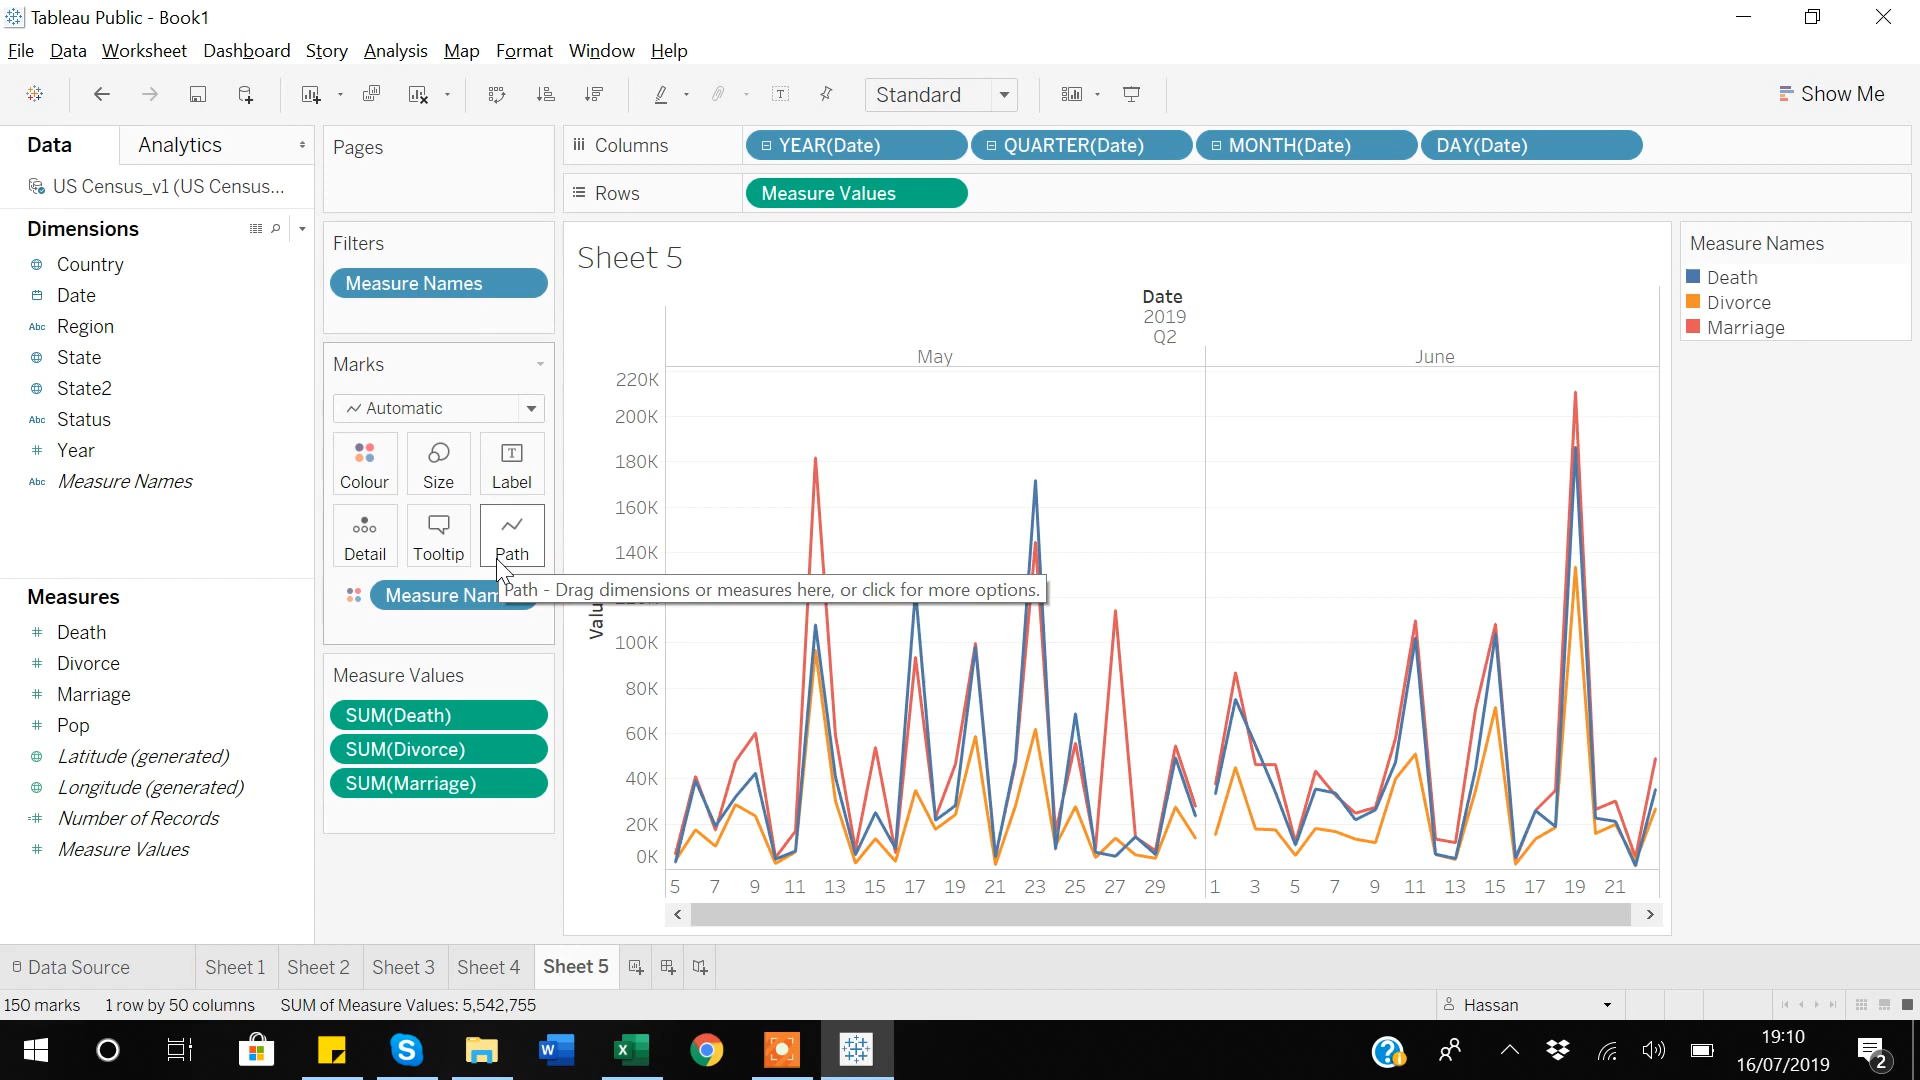 Tableau Public - Book1
File Data Worksheet Dashboard Story Analysis Map Format Window Help
Standard
Show Me
Data Analytics
US Census_v1 (US Census...
Dimensions
Country
Date
Abc Region
State
State2
Abc Status
Year
Abc Measure Names
Measures
Death
Divorce
Marriage
Pop
Latitude (generated)
Longitude (generated)
Number of Records
Measure Values
Pages
Filters
Measure Names
Marks
Automatic
Colour Size Label
Detail Tooltip Path
Measure Nam
Path - Drag dimensions or measures here, or click for more options.
Measure Values
SUM(Death)
SUM(Divorce)
SUM(Marriage)
Columns YEAR(Date) QUARTER(Date) MONTH(Date) DAY(Date)
Rows Measure Values
Sheet 5
Date
2019
Q2
May June
220K
200K
180K
160K
140K
100K
80K
60K
40K
20K
0K
5 7 9 11 13 15 17 19 21 23 25 27 29 1 3 5 7 9 11 13 15 17 19 21
Measure Names
Death
Divorce
Marriage
Data Source Sheet 1 Sheet 2 Sheet 3 Sheet 4 Sheet 5
150 marks 1 row by 50 columns SUM of Measure Values: 5,542,755
Hassan
19:10
16/07/2019
2